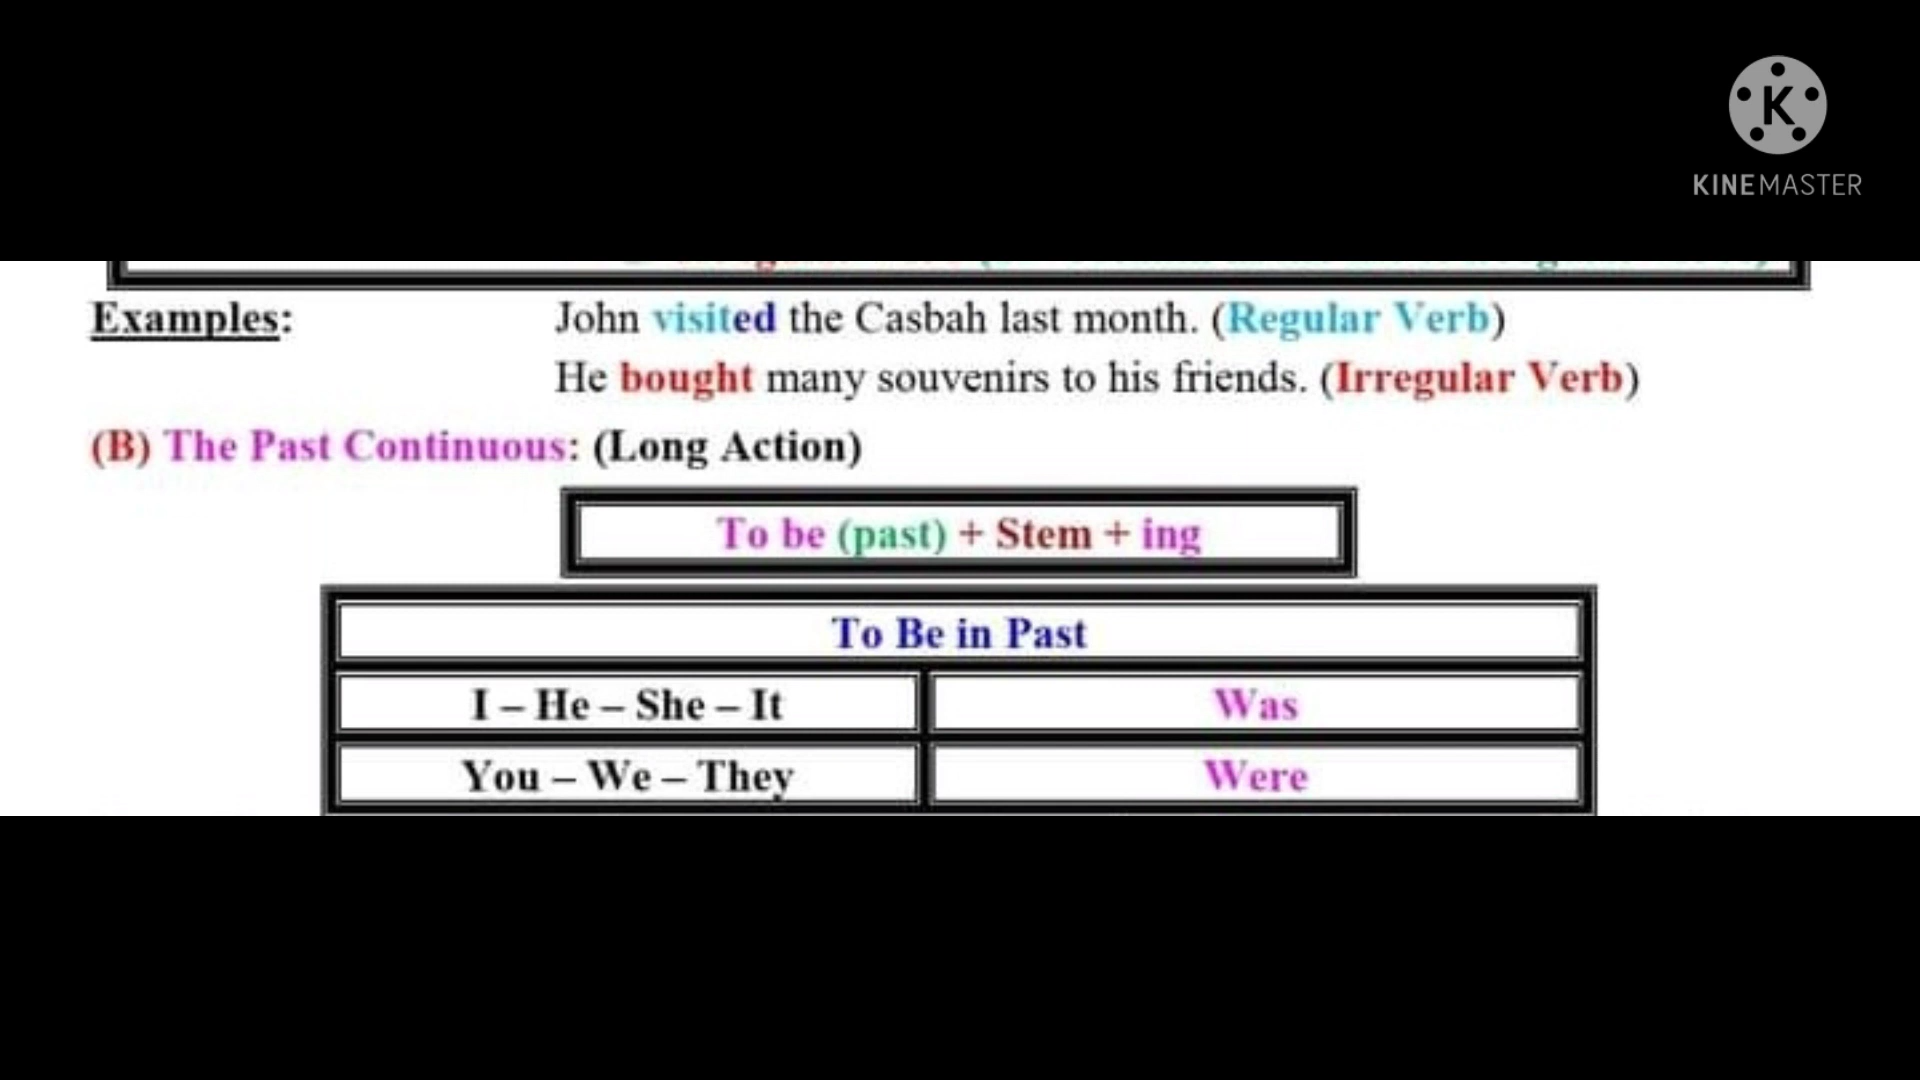 KINEMASTER
Examples: John visited the Casbah last month. (Regular Verb)
He bought many souvenirs to his friends. (Irregular Verb)
(B) The Past Continuous: (Long Action)
To be (past) + Stem + ing
To Be in Past
I – He – She – It Was
You – We – They Were